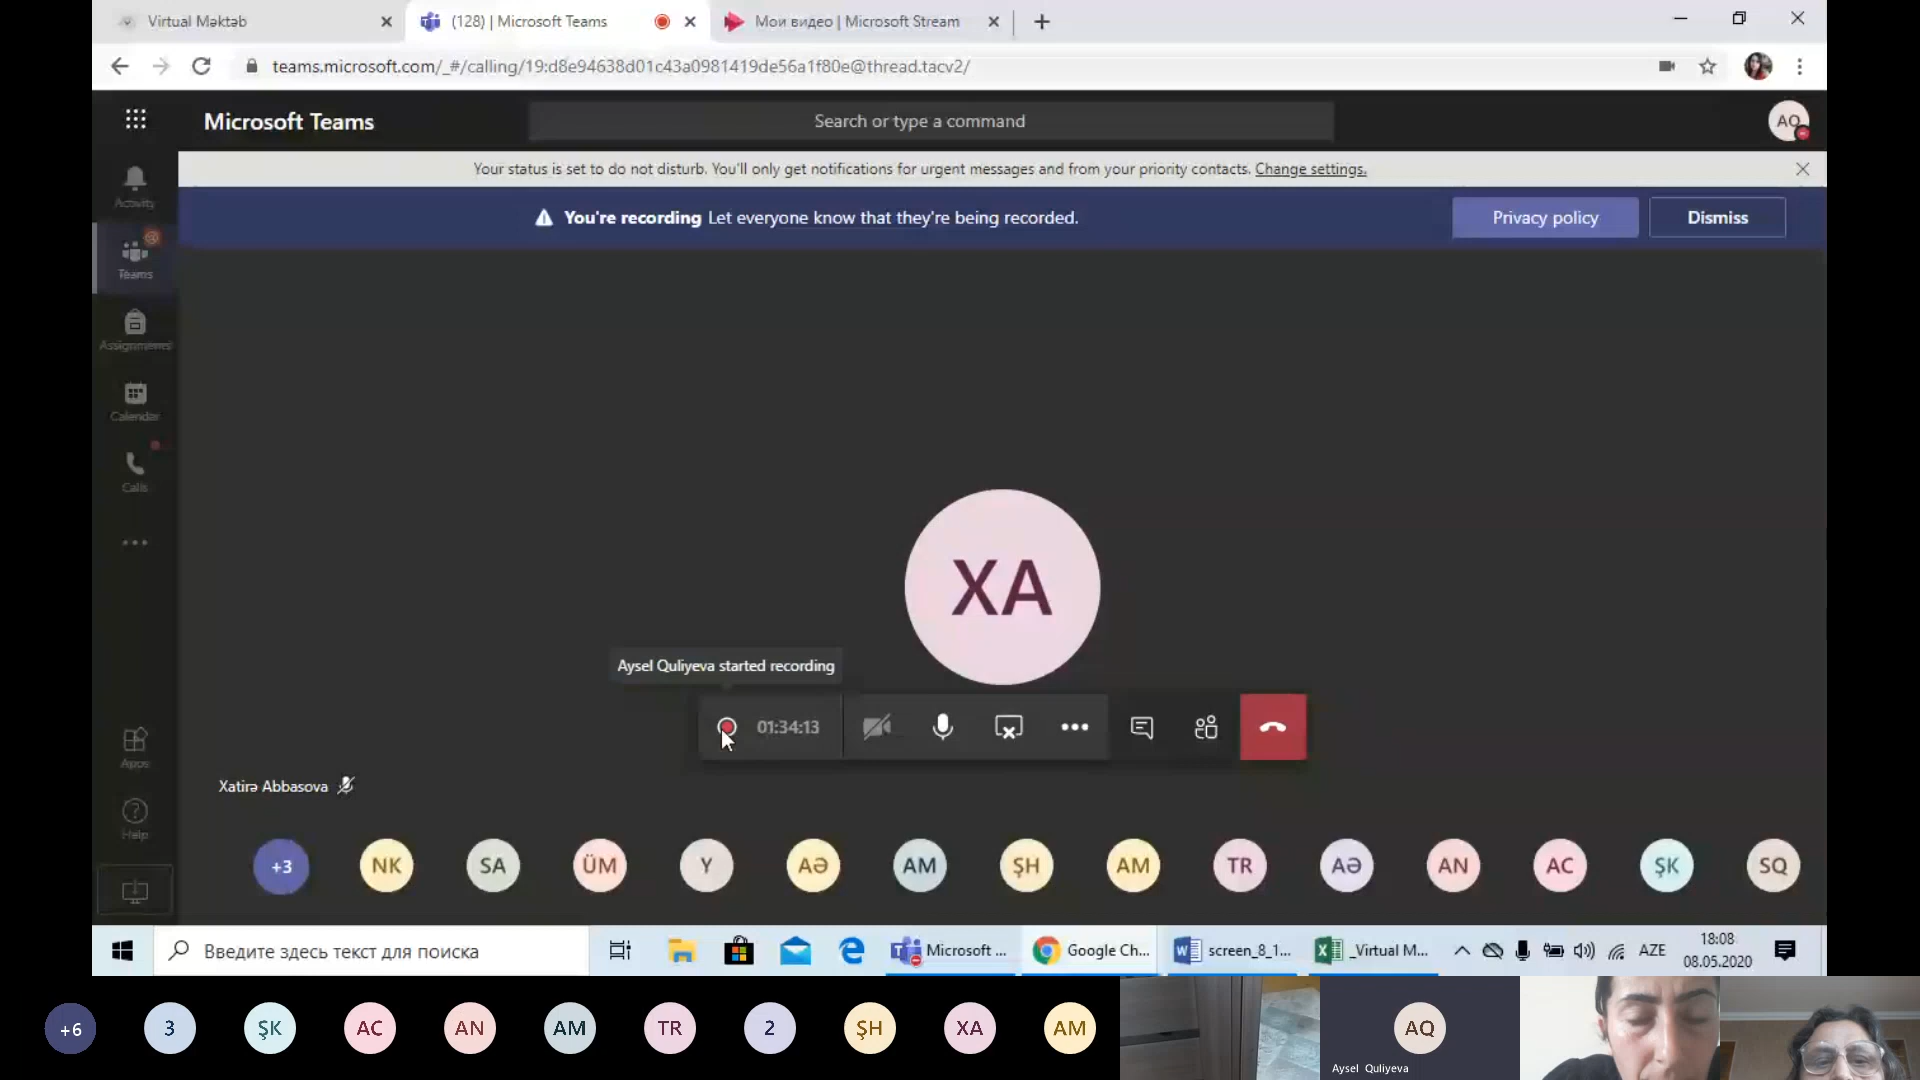 Virtual Məktəb
(128) | Microsoft Teams
Мои видео | Microsoft Stream
teams.microsoft.com/_#/calling/19:d8e94638d01c43a0981419de56a1f80e@thread.tacv2/
Microsoft Teams
Search or type a command
AQ
Your status is set to do not disturb. You'll only get notifications for urgent messages and from your priority contacts. Change settings.
You're recording Let everyone know that they're being recorded.
Privacy policy
Dismiss
Activity
Teams
Assignments
Calendar
Calls
Apps
Help
XA
Aysel Quliyeva started recording
01:34:13
Xatirə Abbasova
+3 NK SA ÜM Y AƏ AM ŞH AM TR AƏ AN AC ŞK SQ
Введите здесь текст для поиска
Microsoft ...
Google Ch...
screen_8_1...
_Virtual M...
AZE
18:08
08.05.2020
+6 3 ŞK AC AN AM TR 2 ŞH XA AM AQ
Aysel Quliyeva